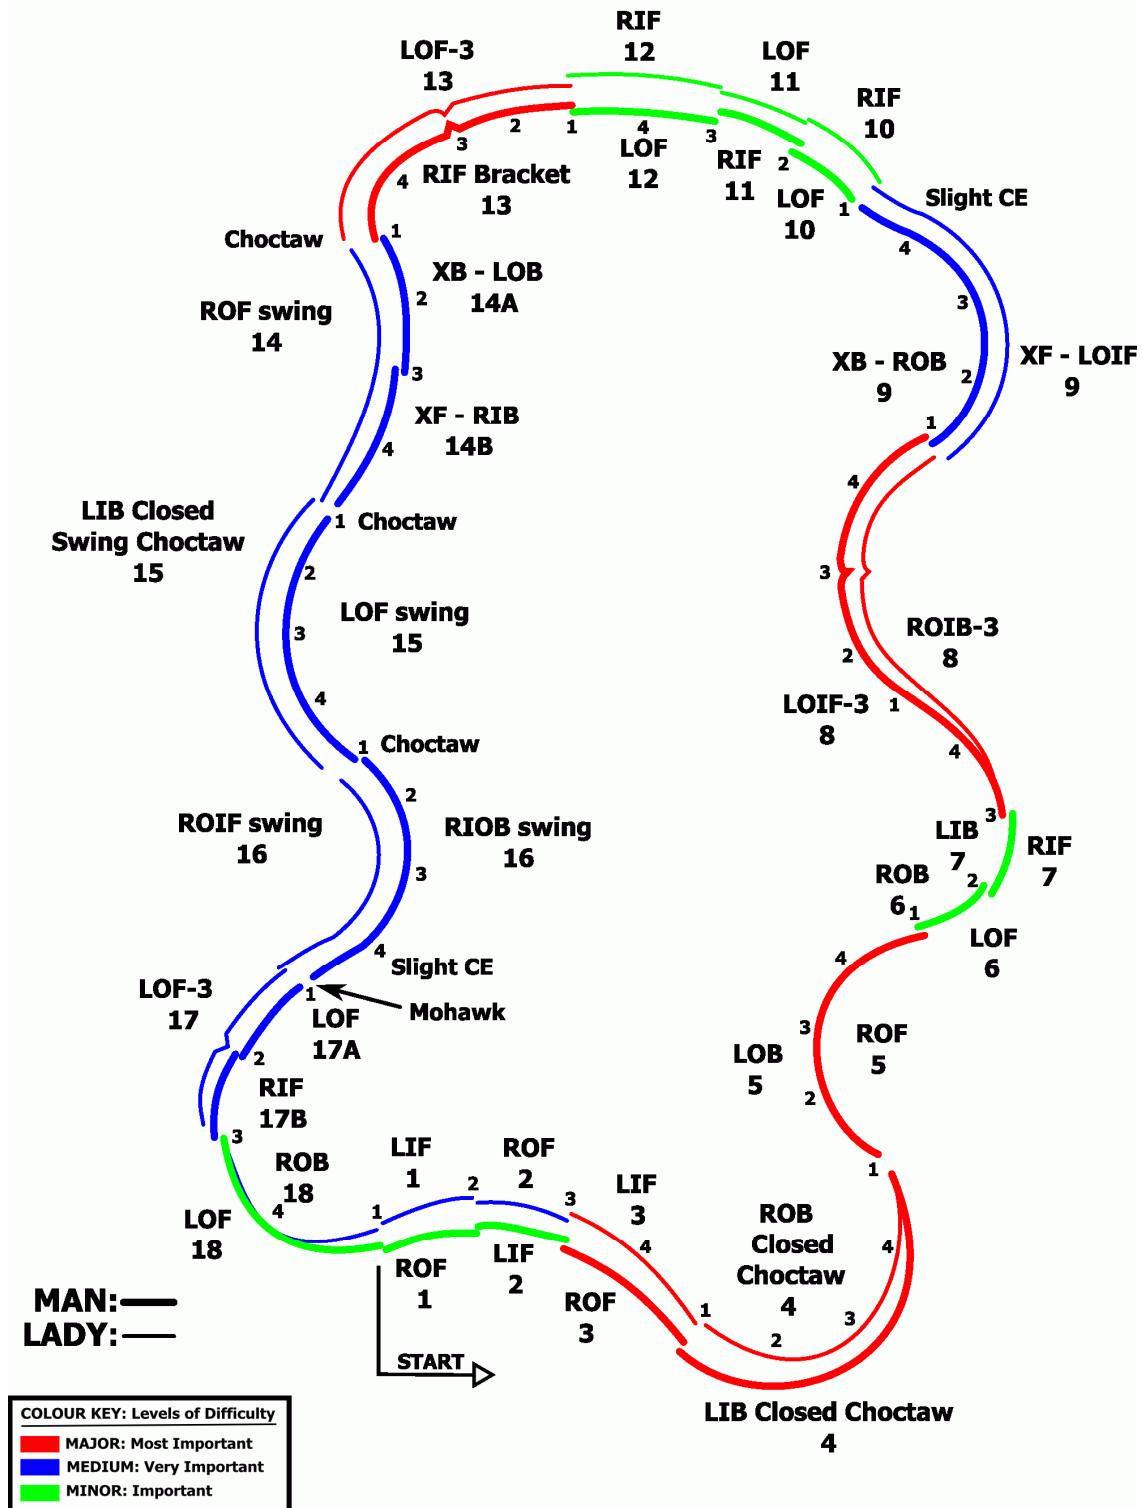 RIF
12
LOF-3
13
LOF
11
RIF
10
3
2
1
4
LOF
12
3
RIF
11
2
LOF
10
1
RIF Bracket
13
4
Slight CE
4
Choctaw
1
XB - LOB
14A
2
ROF swing
14
3
3
XF - RIB
14B
4
XB - ROB
9
2
XF - LOIF
9
1
4
LIB Closed
Swing Choctaw
15
1
Choctaw
2
3
LOF swing
15
3
ROIB-3
8
2
4
LOIF-3
8
1
4
1
Choctaw
2
ROIF swing
16
RIOB swing
16
3
3
LIB
7
RIF
7
ROB
6
2
1
LOF
6
4
4
Slight CE
LOF-3
17
1
Mohawk
LOF
17A
2
RIF
17B
3
LOB
5
ROF
5
2
3
ROB
18
4
LOF
18
1
LIF
1
2
ROF
2
3
LIF
3
4
1
ROF
1
LIF
2
ROF
3
1
ROB
Closed
Choctaw
4
4
2
3
MAN:
LADY:
START
LIB Closed Choctaw
4
COLOUR KEY: Levels of Difficulty
MAJOR: Most Important
MEDIUM: Very Important
MINOR: Important